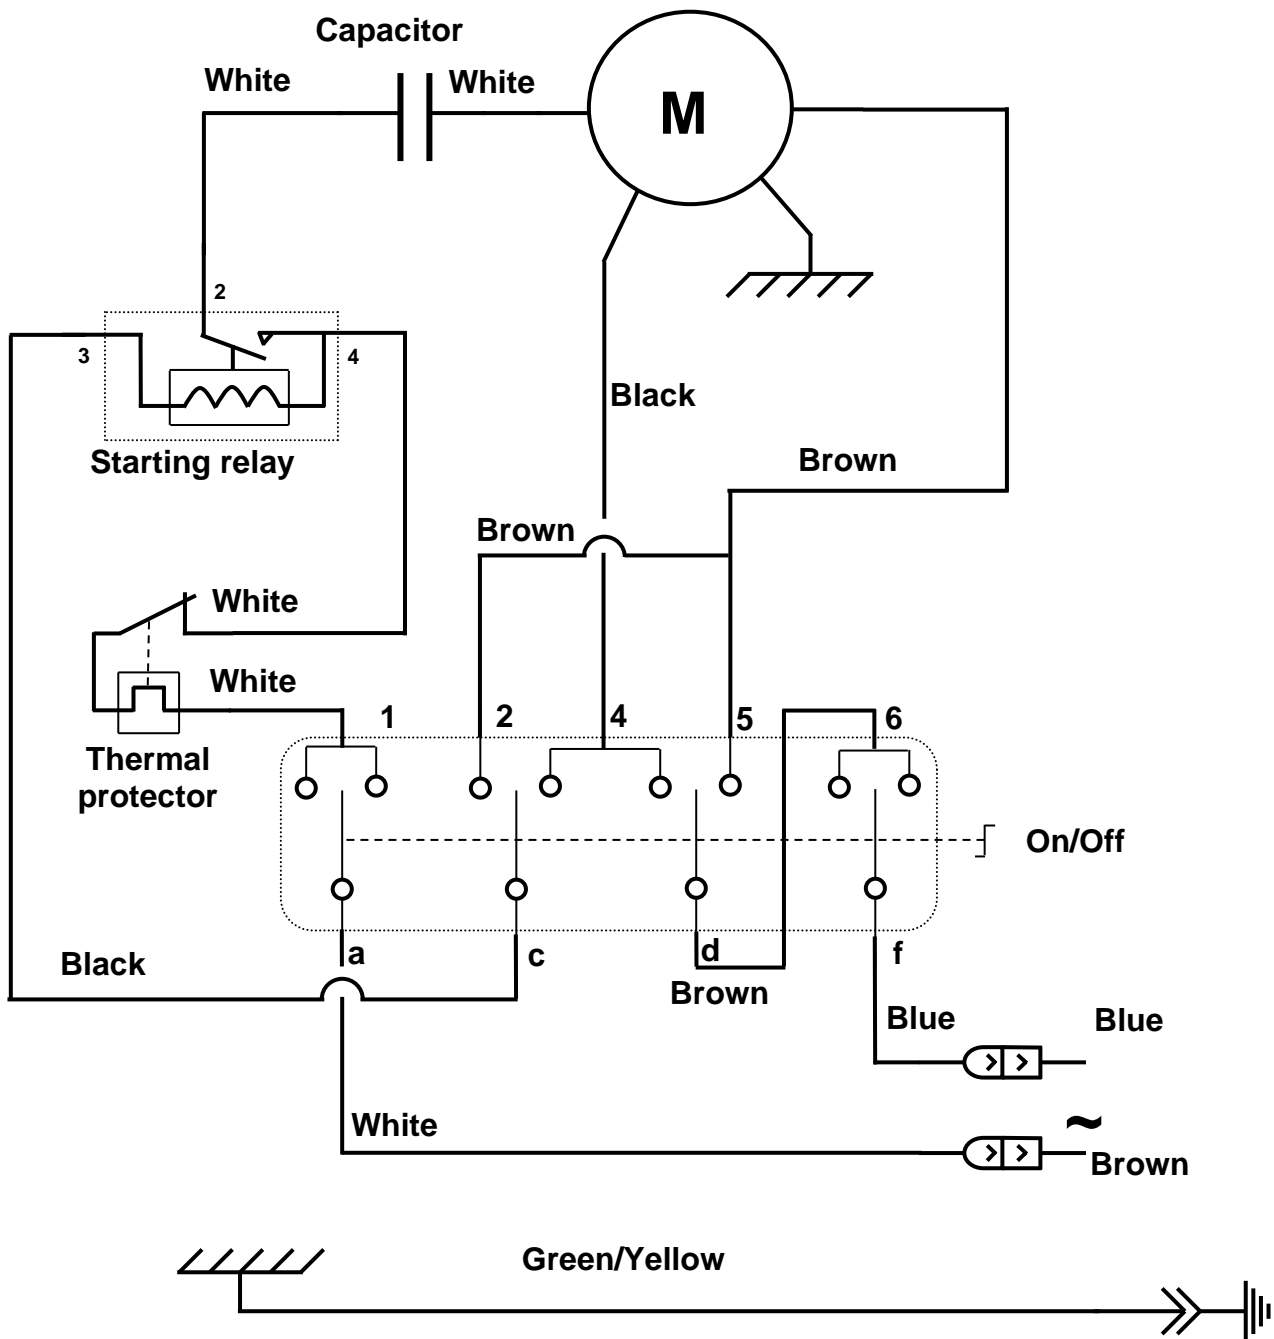 Capacitor
White
White
M
2
3
4
Black
Starting relay
Brown
Brown
White
White
1
2
4
5
6
Thermal
protector
On/Off
a
c
d
f
Black
Brown
Blue
Blue
White
~
Brown
Green/Yellow